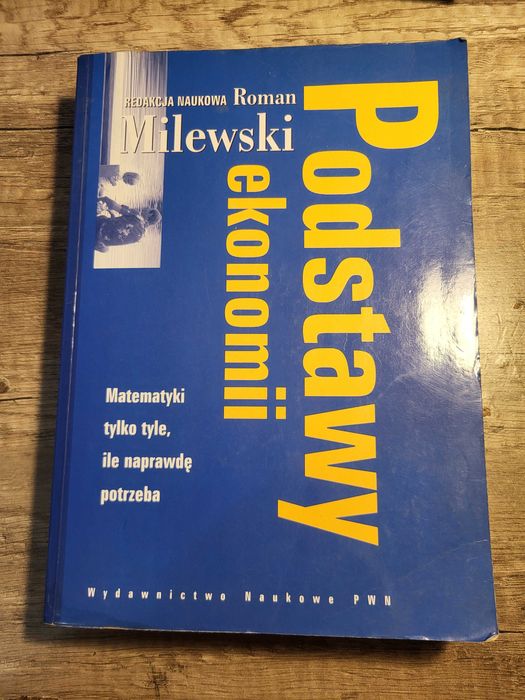 REDAKCJA NAUKOWA Roman
Milewski
Podstawy
ekonomii
Matematyki
tylko tyle,
ile naprawdę
potrzeba
Wydawnictwo Naukowe PWN